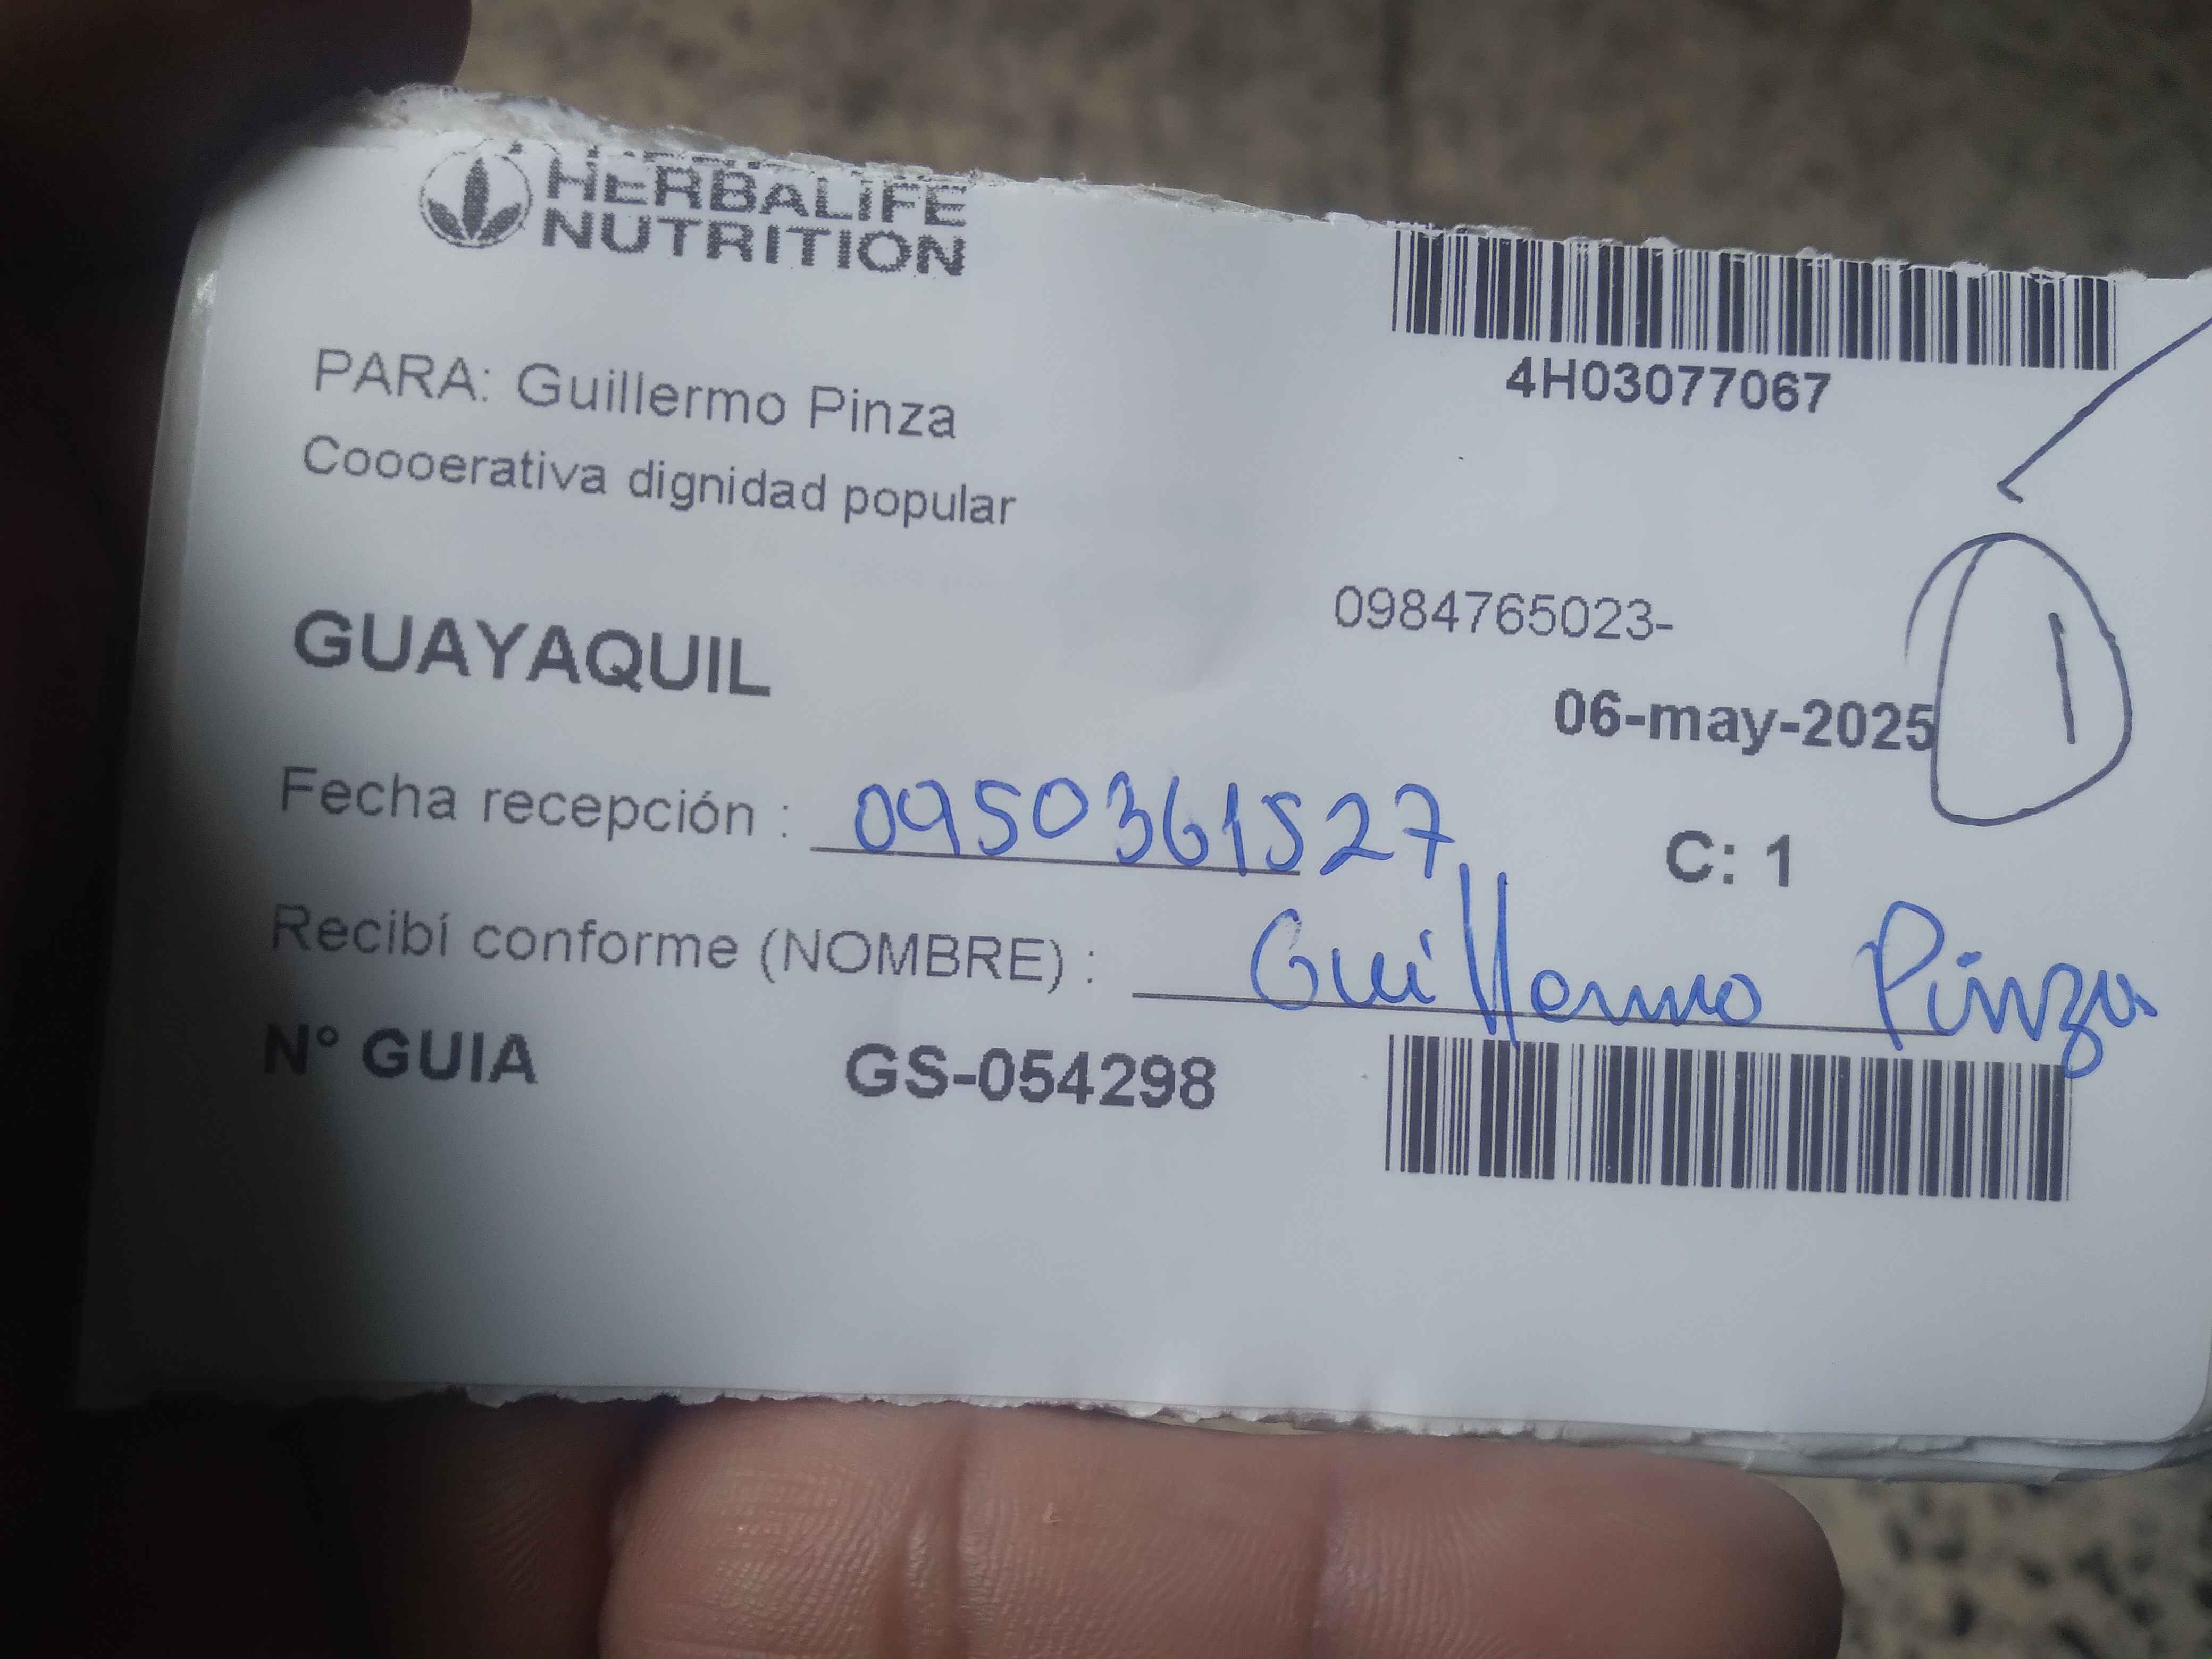 HERBALIFE
NUTRITION
4H03077067
PARA: Guillermo Pinza
Coooerativa dignidad popular
0984765023-
GUAYAQUIL
06-may-2025
1
Fecha recepción : 0950361527
C: 1
Recibí conforme (NOMBRE) : Guillermo Pinza
N° GUIA GS-054298